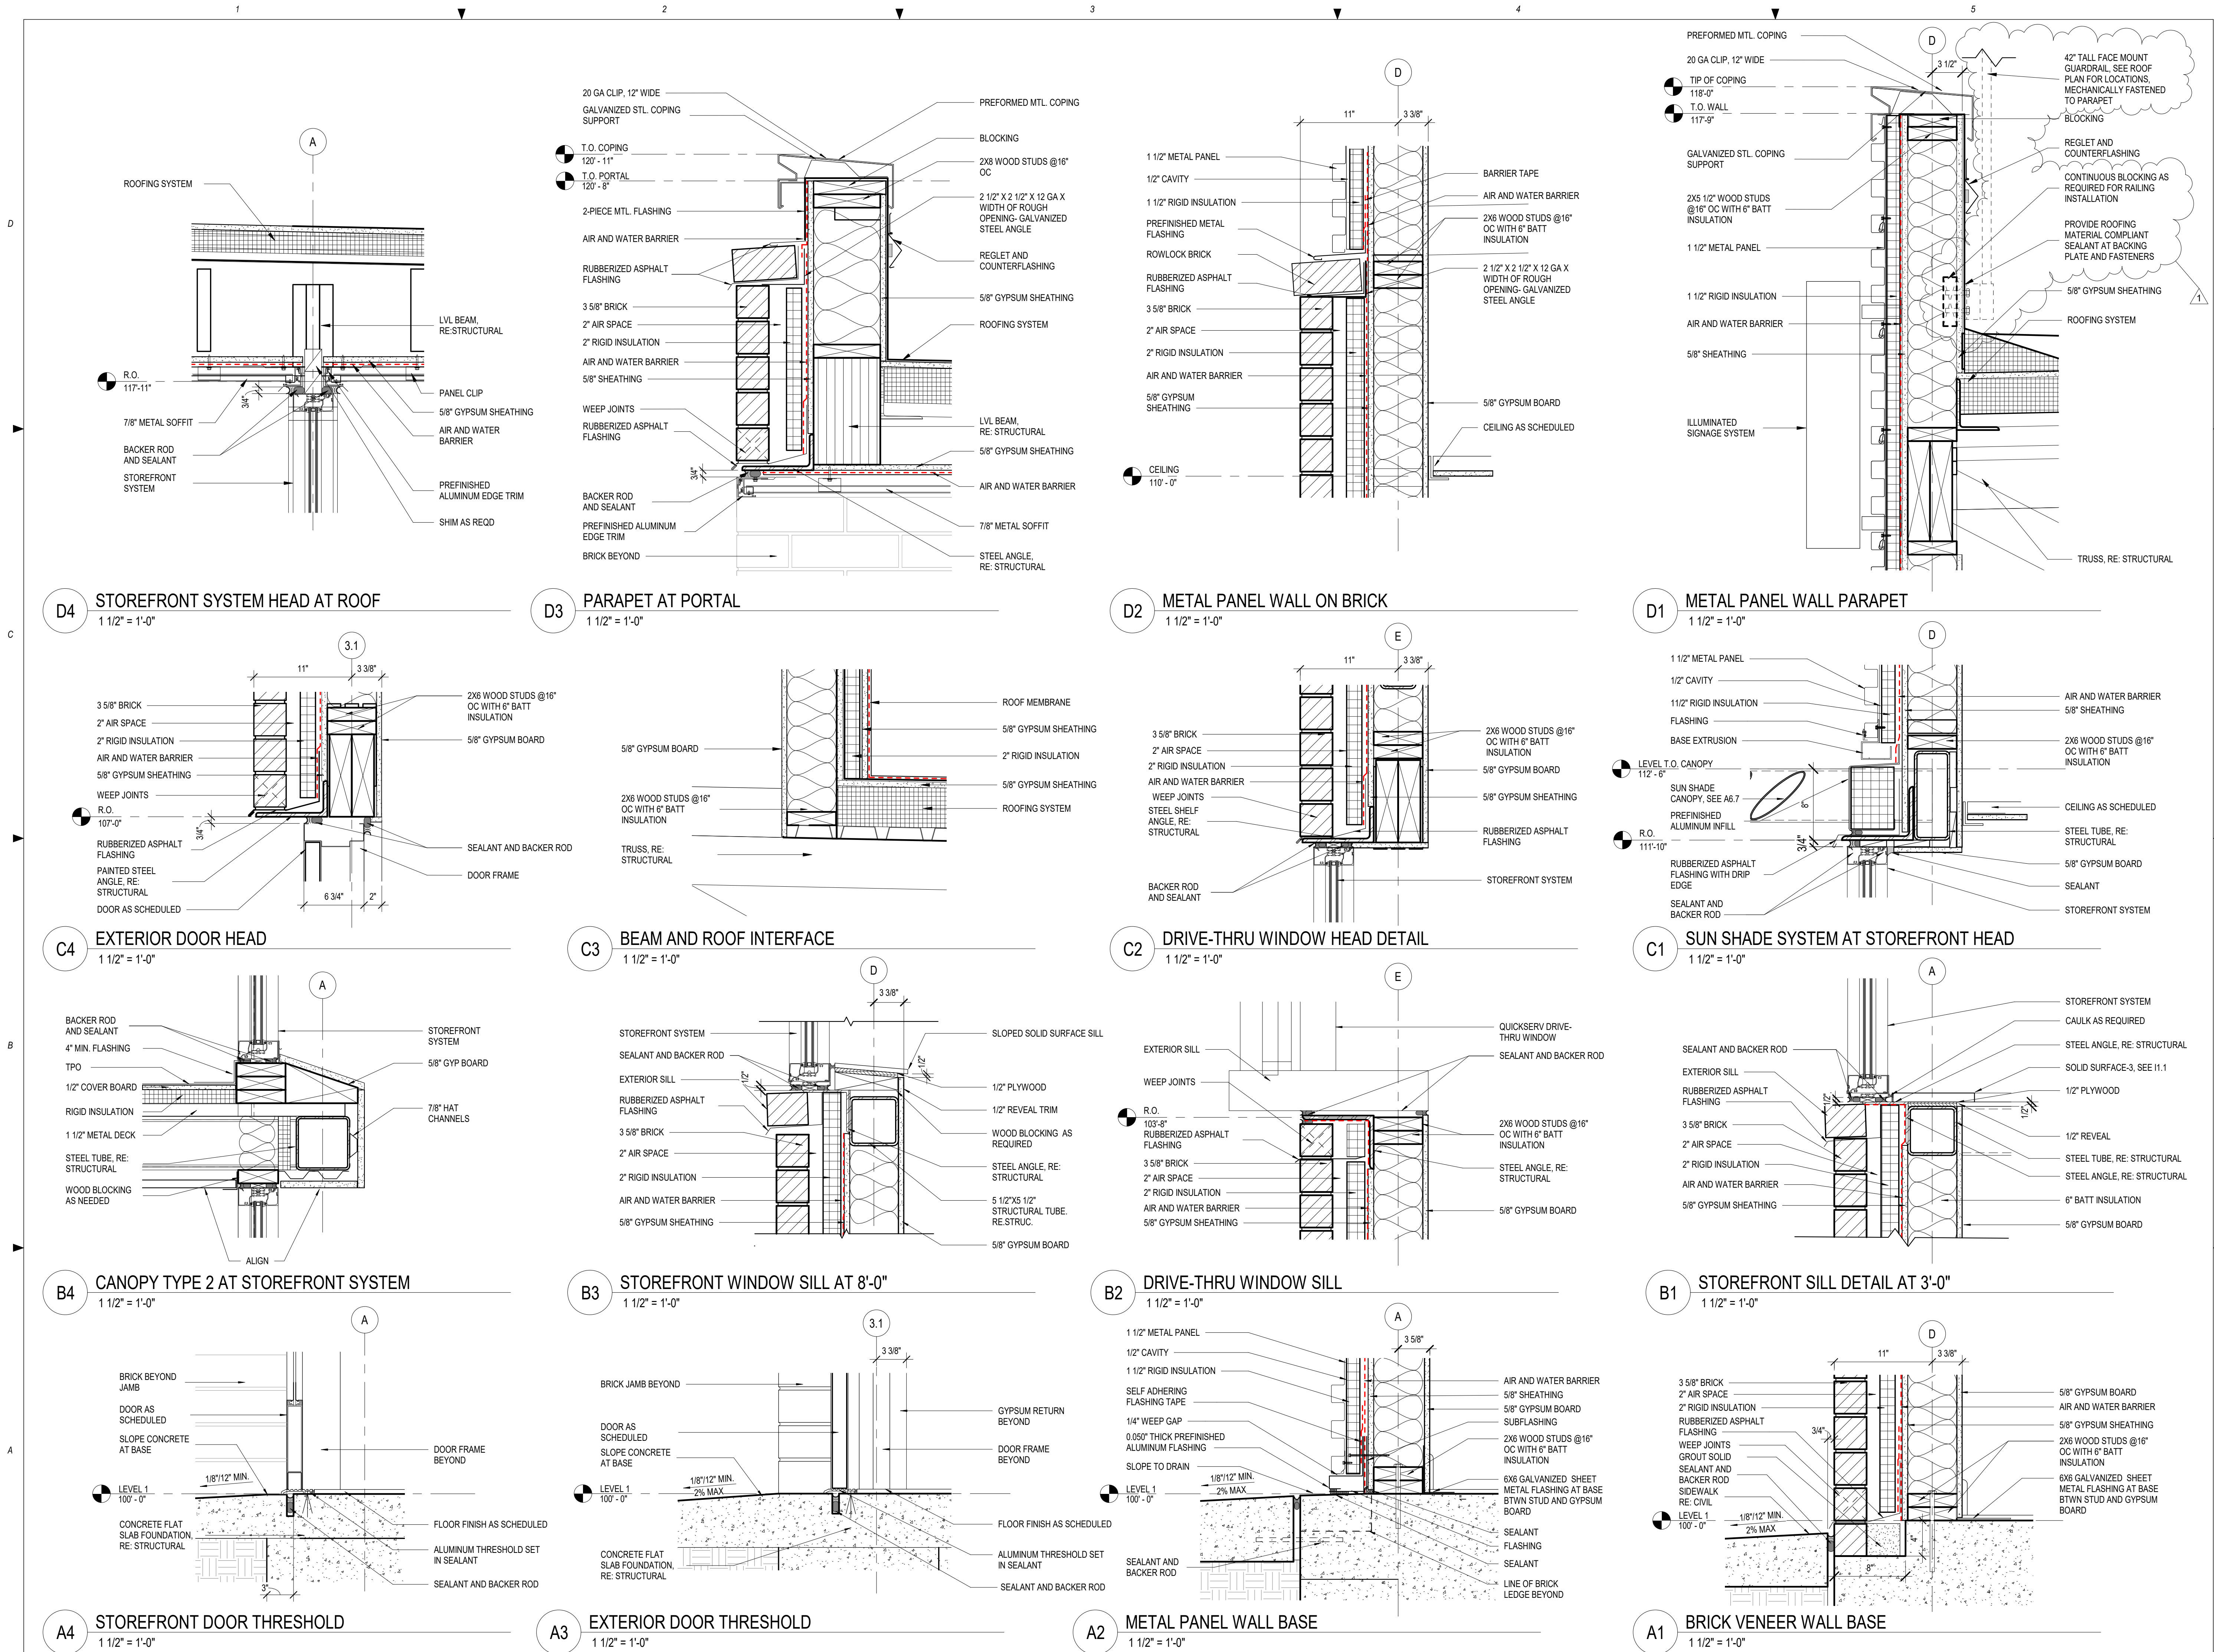 1
2
3
4
5
D
C
B
A
A
ROOFING SYSTEM
LVL BEAM,
RE:STRUCTURAL
R.O.
117'-11"
3/4"
PANEL CLIP
5/8" GYPSUM SHEATHING
AIR AND WATER
BARRIER
7/8" METAL SOFFIT
BACKER ROD
AND SEALANT
STOREFRONT
SYSTEM
PREFINISHED
ALUMINUM EDGE TRIM
SHIM AS REQD
D4
STOREFRONT SYSTEM HEAD AT ROOF
1 1/2" = 1'-0"
20 GA CLIP, 12" WIDE
GALVANIZED STL. COPING
SUPPORT
T.O. COPING
120' - 11"
T.O. PORTAL
120' - 8"
2-PIECE MTL. FLASHING
AIR AND WATER BARRIER
RUBBERIZED ASPHALT
FLASHING
3 5/8" BRICK
2" AIR SPACE
2" RIGID INSULATION
AIR AND WATER BARRIER
5/8" SHEATHING
WEEP JOINTS
RUBBERIZED ASPHALT
FLASHING
3/4"
BACKER ROD
AND SEALANT
PREFINISHED ALUMINUM
EDGE TRIM
BRICK BEYOND
PREFORMED MTL. COPING
BLOCKING
2X8 WOOD STUDS @16"
OC
2 1/2" X 2 1/2" X 12 GA X
WIDTH OF ROUGH
OPENING- GALVANIZED
STEEL ANGLE
REGLET AND
COUNTERFLASHING
5/8" GYPSUM SHEATHING
ROOFING SYSTEM
LVL BEAM,
RE: STRUCTURAL
5/8" GYPSUM SHEATHING
AIR AND WATER BARRIER
7/8" METAL SOFFIT
STEEL ANGLE,
RE: STRUCTURAL
D3
PARAPET AT PORTAL
1 1/2" = 1'-0"
D
11"
3 3/8"
1 1/2" METAL PANEL
1/2" CAVITY
1 1/2" RIGID INSULATION
PREFINISHED METAL
FLASHING
ROWLOCK BRICK
RUBBERIZED ASPHALT
FLASHING
3 5/8" BRICK
2" AIR SPACE
2" RIGID INSULATION
AIR AND WATER BARRIER
5/8" GYPSUM
SHEATHING
CEILING
110' - 0"
BARRIER TAPE
AIR AND WATER BARRIER
2X6 WOOD STUDS @16"
OC WITH 6" BATT
INSULATION
2 1/2" X 2 1/2" X 12 GA X
WIDTH OF ROUGH
OPENING- GALVANIZED
STEEL ANGLE
5/8" GYPSUM BOARD
CEILING AS SCHEDULED
D2
METAL PANEL WALL ON BRICK
1 1/2" = 1'-0"
D
3 1/2"
PREFORMED MTL. COPING
20 GA CLIP, 12" WIDE
TIP OF COPING
118'-0"
T.O. WALL
117'-9"
GALVANIZED STL. COPING
SUPPORT
2X5 1/2" WOOD STUDS
@16" OC WITH 6" BATT
INSULATION
1 1/2" METAL PANEL
1 1/2" RIGID INSULATION
AIR AND WATER BARRIER
5/8" SHEATHING
ILLUMINATED
SIGNAGE SYSTEM
42" TALL FACE MOUNT
GUARDRAIL, SEE ROOF
PLAN FOR LOCATIONS,
MECHANICALLY FASTENED
TO PARAPET
BLOCKING
REGLET AND
COUNTERFLASHING
CONTINUOUS BLOCKING AS
REQUIRED FOR RAILING
INSTALLATION
PROVIDE ROOFING
MATERIAL COMPLIANT
SEALANT AT BACKING
PLATE AND FASTENERS
5/8" GYPSUM SHEATHING
1
ROOFING SYSTEM
TRUSS, RE: STRUCTURAL
D1
METAL PANEL WALL PARAPET
1 1/2" = 1'-0"
3.1
11"
3 3/8"
3 5/8" BRICK
2" AIR SPACE
2" RIGID INSULATION
AIR AND WATER BARRIER
5/8" GYPSUM SHEATHING
WEEP JOINTS
R.O.
107'-0"
3/4"
RUBBERIZED ASPHALT
FLASHING
PAINTED STEEL
ANGLE, RE:
STRUCTURAL
DOOR AS SCHEDULED
2X6 WOOD STUDS @16"
OC WITH 6" BATT
INSULATION
5/8" GYPSUM BOARD
SEALANT AND BACKER ROD
DOOR FRAME
6 3/4"
2"
C4
EXTERIOR DOOR HEAD
1 1/2" = 1'-0"
5/8" GYPSUM BOARD
2X6 WOOD STUDS @16"
OC WITH 6" BATT
INSULATION
TRUSS, RE:
STRUCTURAL
ROOF MEMBRANE
5/8" GYPSUM SHEATHING
2" RIGID INSULATION
5/8" GYPSUM SHEATHING
ROOFING SYSTEM
C3
BEAM AND ROOF INTERFACE
1 1/2" = 1'-0"
E
11"
3 3/8"
3 5/8" BRICK
2" AIR SPACE
2" RIGID INSULATION
AIR AND WATER BARRIER
WEEP JOINTS
STEEL SHELF
ANGLE, RE:
STRUCTURAL
BACKER ROD
AND SEALANT
2X6 WOOD STUDS @16"
OC WITH 6" BATT
INSULATION
5/8" GYPSUM BOARD
5/8" GYPSUM SHEATHING
RUBBERIZED ASPHALT
FLASHING
STOREFRONT SYSTEM
C2
DRIVE-THRU WINDOW HEAD DETAIL
1 1/2" = 1'-0"
D
1 1/2" METAL PANEL
1/2" CAVITY
11/2" RIGID INSULATION
FLASHING
BASE EXTRUSION
LEVEL T.O. CANOPY
112' - 6"
SUN SHADE
CANOPY, SEE A6.7
8"
PREFINISHED
ALUMINUM INFILL
R.O.
111'-10"
3/4"
RUBBERIZED ASPHALT
FLASHING WITH DRIP
EDGE
SEALANT AND
BACKER ROD
AIR AND WATER BARRIER
5/8" SHEATHING
2X6 WOOD STUDS @16"
OC WITH 6" BATT
INSULATION
CEILING AS SCHEDULED
STEEL TUBE, RE:
STRUCTURAL
5/8" GYPSUM BOARD
SEALANT
STOREFRONT SYSTEM
C1
SUN SHADE SYSTEM AT STOREFRONT HEAD
1 1/2" = 1'-0"
A
BACKER ROD
AND SEALANT
4" MIN. FLASHING
TPO
1/2" COVER BOARD
RIGID INSULATION
1 1/2" METAL DECK
STEEL TUBE, RE:
STRUCTURAL
WOOD BLOCKING
AS NEEDED
STOREFRONT
SYSTEM
5/8" GYP BOARD
7/8" HAT
CHANNELS
ALIGN
B4
CANOPY TYPE 2 AT STOREFRONT SYSTEM
1 1/2" = 1'-0"
D
3 3/8"
STOREFRONT SYSTEM
SEALANT AND BACKER ROD
EXTERIOR SILL
1/2"
RUBBERIZED ASPHALT
FLASHING
3 5/8" BRICK
2" AIR SPACE
2" RIGID INSULATION
AIR AND WATER BARRIER
5/8" GYPSUM SHEATHING
SLOPED SOLID SURFACE SILL
1/2"
1/2" PLYWOOD
1/2" REVEAL TRIM
WOOD BLOCKING AS
REQUIRED
STEEL ANGLE, RE:
STRUCTURAL
5 1/2"X5 1/2"
STRUCTURAL TUBE.
RE.STRUC.
5/8" GYPSUM BOARD
B3
STOREFRONT WINDOW SILL AT 8'-0"
1 1/2" = 1'-0"
E
EXTERIOR SILL
WEEP JOINTS
R.O.
103'-8"
RUBBERIZED ASPHALT
FLASHING
3 5/8" BRICK
2" AIR SPACE
2" RIGID INSULATION
AIR AND WATER BARRIER
5/8" GYPSUM SHEATHING
QUICKSERV DRIVE-
THRU WINDOW
SEALANT AND BACKER ROD
2X6 WOOD STUDS @16"
OC WITH 6" BATT
INSULATION
STEEL ANGLE, RE:
STRUCTURAL
5/8" GYPSUM BOARD
B2
DRIVE-THRU WINDOW SILL
1 1/2" = 1'-0"
A
SEALANT AND BACKER ROD
EXTERIOR SILL
RUBBERIZED ASPHALT
FLASHING
1/2"
3 5/8" BRICK
2" AIR SPACE
2" RIGID INSULATION
AIR AND WATER BARRIER
5/8" GYPSUM SHEATHING
STOREFRONT SYSTEM
CAULK AS REQUIRED
STEEL ANGLE, RE: STRUCTURAL
SOLID SURFACE-3, SEE I1.1
1/2" PLYWOOD
1/2"
1/2" REVEAL
STEEL TUBE, RE: STRUCTURAL
STEEL ANGLE, RE: STRUCTURAL
6" BATT INSULATION
5/8" GYPSUM BOARD
B1
STOREFRONT SILL DETAIL AT 3'-0"
1 1/2" = 1'-0"
A
BRICK BEYOND
JAMB
DOOR AS
SCHEDULED
SLOPE CONCRETE
AT BASE
1/8"/12" MIN.
LEVEL 1
100' - 0"
CONCRETE FLAT
SLAB FOUNDATION,
RE: STRUCTURAL
3"
DOOR FRAME
BEYOND
FLOOR FINISH AS SCHEDULED
ALUMINUM THRESHOLD SET
IN SEALANT
SEALANT AND BACKER ROD
A4
STOREFRONT DOOR THRESHOLD
1 1/2" = 1'-0"
3.1
3 3/8"
BRICK JAMB BEYOND
DOOR AS
SCHEDULED
SLOPE CONCRETE
AT BASE
1/8"/12" MIN.
2% MAX
LEVEL 1
100' - 0"
CONCRETE FLAT
SLAB FOUNDATION,
RE: STRUCTURAL
GYPSUM RETURN
BEYOND
DOOR FRAME
BEYOND
FLOOR FINISH AS SCHEDULED
ALUMINUM THRESHOLD SET
IN SEALANT
SEALANT AND BACKER ROD
A3
EXTERIOR DOOR THRESHOLD
1 1/2" = 1'-0"
A
3 5/8"
1 1/2" METAL PANEL
1/2" CAVITY
1 1/2" RIGID INSULATION
SELF ADHERING
FLASHING TAPE
1/4" WEEP GAP
0.050" THICK PREFINISHED
ALUMINUM FLASHING
SLOPE TO DRAIN
1/8"/12" MIN.
2% MAX
LEVEL 1
100' - 0"
SEALANT AND
BACKER ROD
AIR AND WATER BARRIER
5/8" SHEATHING
5/8" GYPSUM BOARD
SUBFLASHING
2X6 WOOD STUDS @16"
OC WITH 6" BATT
INSULATION
6X6 GALVANIZED SHEET
METAL FLASHING AT BASE
BTWN STUD AND GYPSUM
BOARD
SEALANT
FLASHING
SEALANT
LINE OF BRICK
LEDGE BEYOND
A2
METAL PANEL WALL BASE
1 1/2" = 1'-0"
D
11"
3 3/8"
3 5/8" BRICK
2" AIR SPACE
2" RIGID INSULATION
RUBBERIZED ASPHALT
FLASHING
3/4"
WEEP JOINTS
GROUT SOLID
SEALANT AND
BACKER ROD
SIDEWALK
RE: CIVIL
1/8"/12" MIN.
2% MAX
LEVEL 1
100' - 0"
4"
8"
5/8" GYPSUM BOARD
AIR AND WATER BARRIER
5/8" GYPSUM SHEATHING
2X6 WOOD STUDS @16"
OC WITH 6" BATT
INSULATION
6X6 GALVANIZED SHEET
METAL FLASHING AT BASE
BTWN STUD AND GYPSUM
BOARD
A1
BRICK VENEER WALL BASE
1 1/2" = 1'-0"